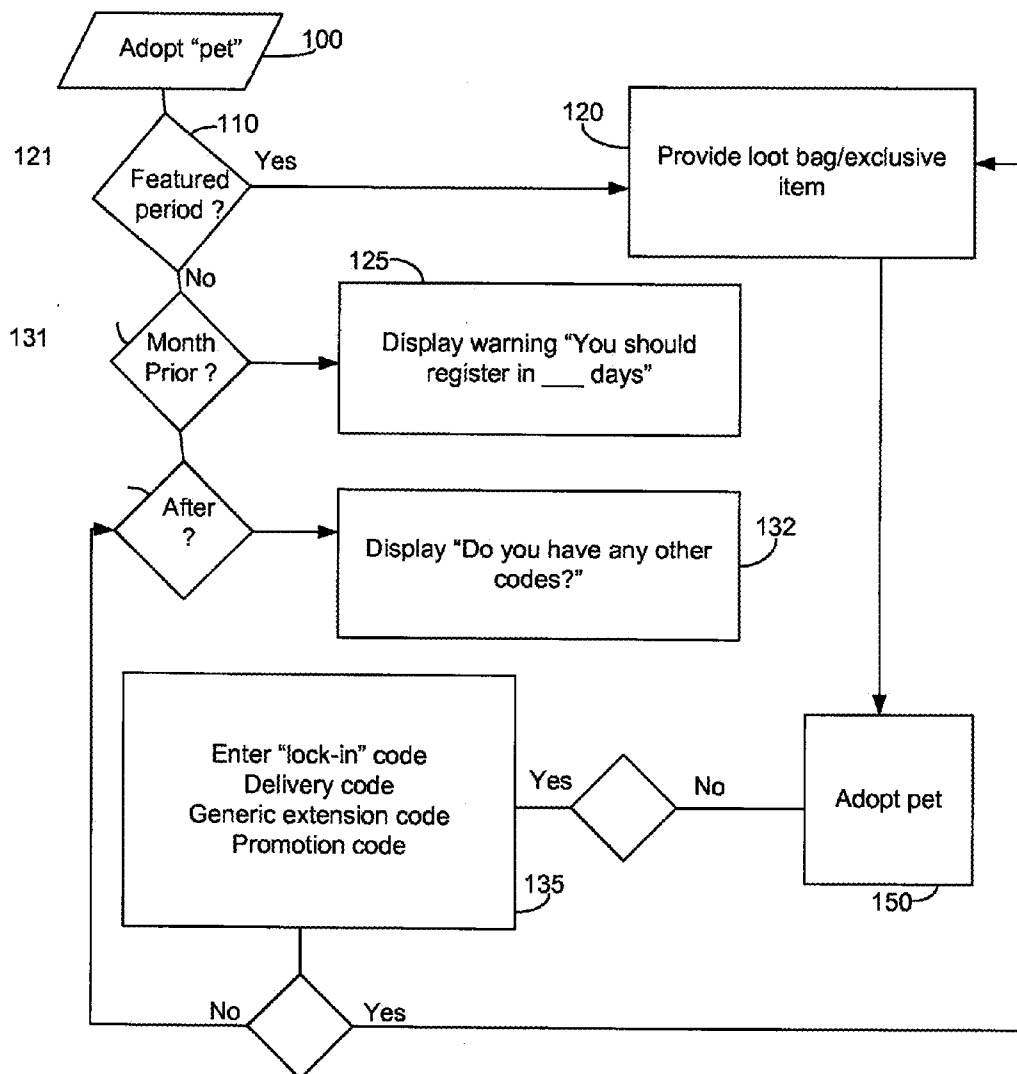 Adopt “pet”
100
110
121
Yes
Featured
period ?
120
Provide loot bag/exclusive
item
No
125
131
Month
Prior ?
Display warning “You should
register in ___ days”
After
?
132
Display “Do you have any other
codes?”
Enter “lock-in” code
Delivery code
Generic extension code
Promotion code
135
Yes
No
Adopt pet
150
No
Yes